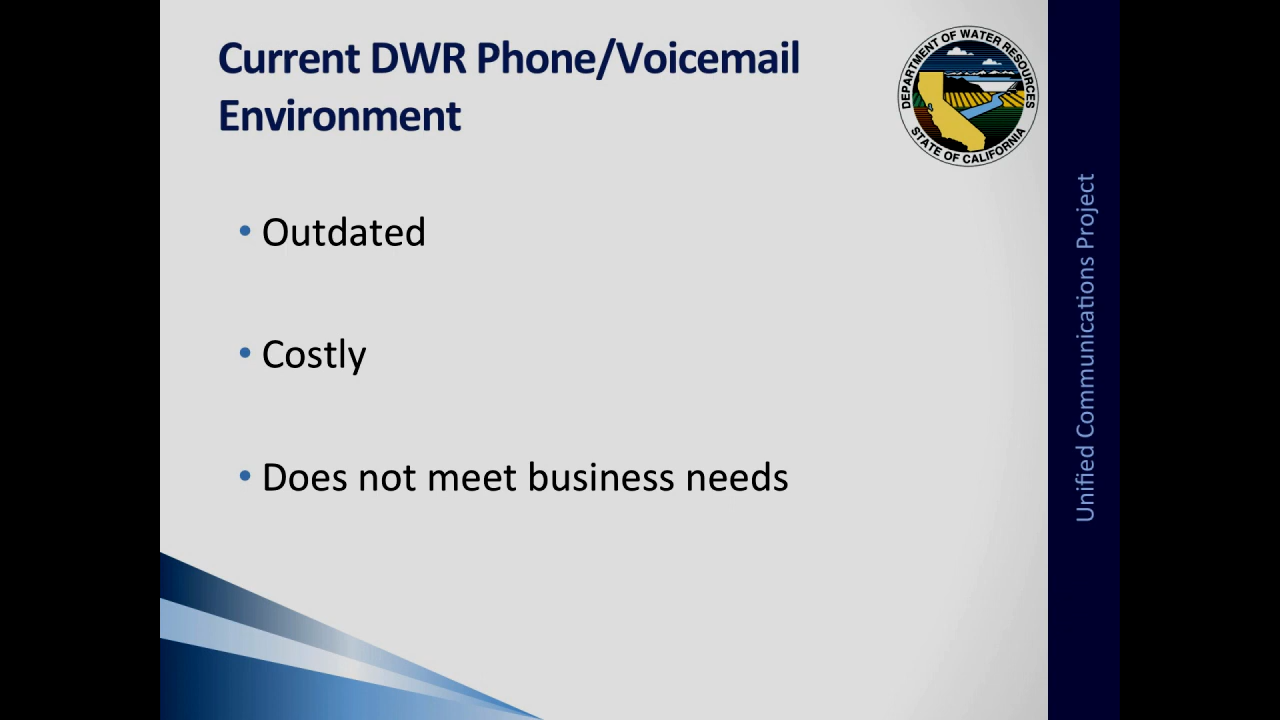 Current DWR Phone/Voicemail
Environment
DEPARTMENT OF WATER RESOURCES
STATE OF CALIFORNIA
• Outdated
• Costly
• Does not meet business needs
Unified Communications Project